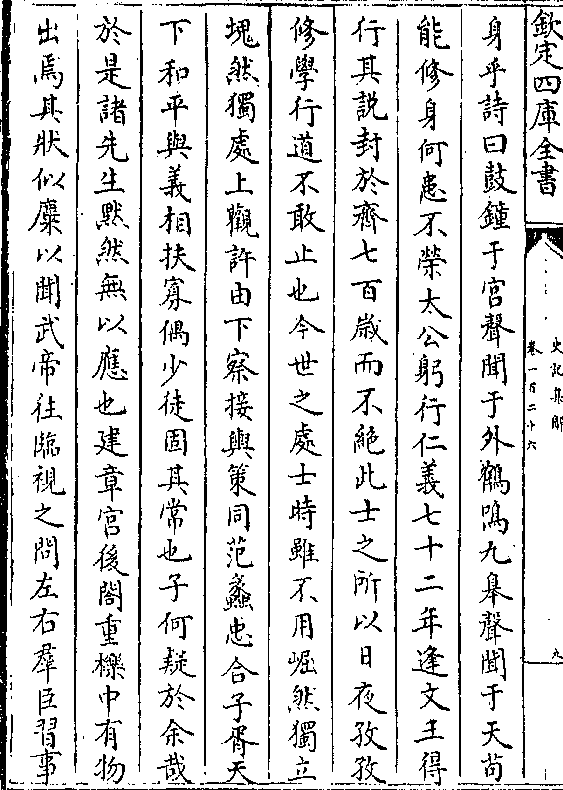 欽定四庫全書
史記集解
卷一百二十六
九
身乎詩曰鼓鐘于宮聲聞于外鶴鳴九臯聲聞于天苟
能修身何患不榮太公躬行仁義七十二年逢文王得
行其説封於齊七百歳而不絶此士之所以日夜孜孜
修學行道不敢止也今世之處士時雖不用崛然獨立
塊然獨處上觀許由下察接輿策同范蠡忠合子胥天
下和平與義相扶寡偶少徒固其常也子何疑於余哉
於是諸先生黙然無以應也建章宮後閣重櫟中有物
出焉其狀似麋以聞武帝往臨視之問左右羣臣習事